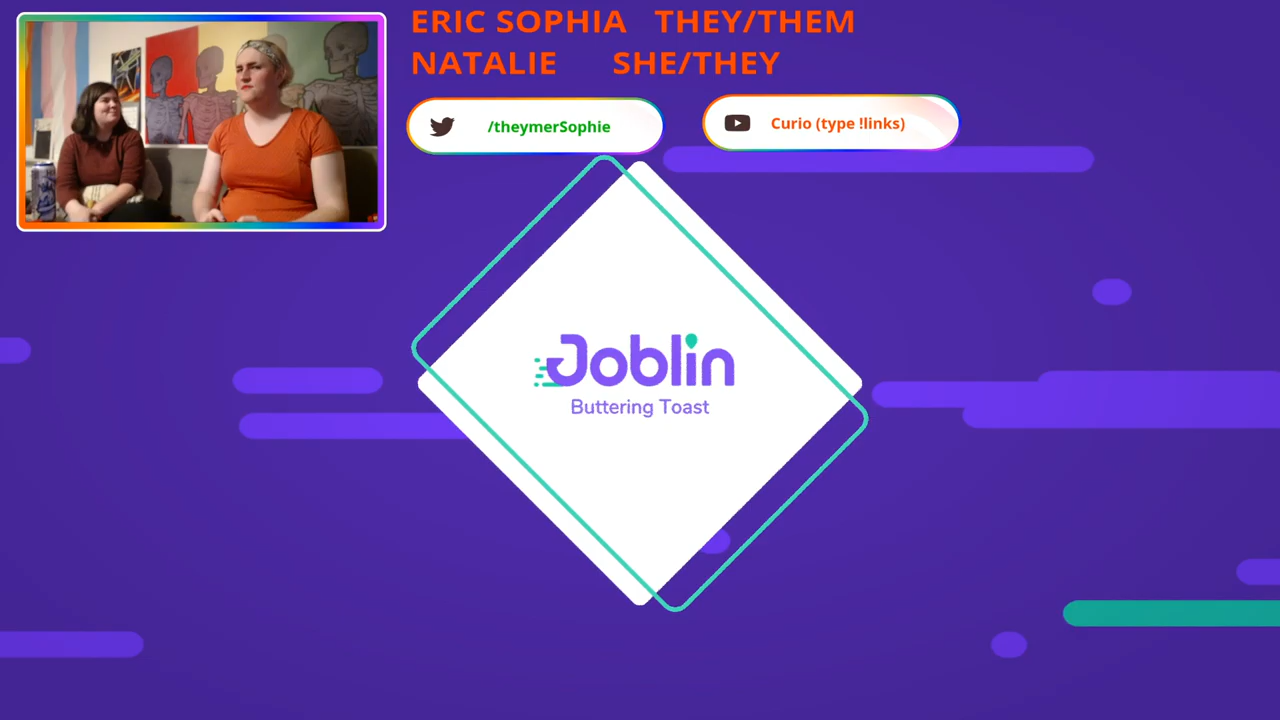 ERIC SOPHIA THEY/THEM
NATALIE SHE/THEY
/theymerSophie
Curio (type !links)
Joblin
Buttering Toast